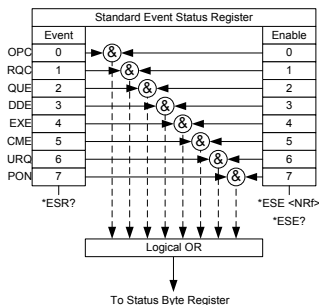 Standard Event Status Register
Event Enable
OPC 0 & 0
RQC 1 & 1
QUE 2 & 2
DDE 3 & 3
EXE 4 & 4
CME 5 & 5
URQ 6 & 6
PON 7 & 7
*ESR? *ESE <NRf>
*ESE?
Logical OR
To Status Byte Register